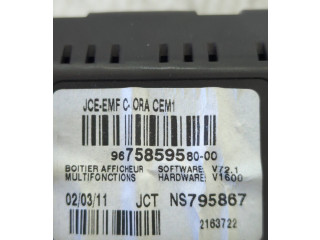 JCE-EMF C-ORA CEM1
9675859580-00
BOITIER AFFICHEUR SOFTWARE: V72.1
MULTIFONCTIONS HARDWARE: V1600
02/03/11 JCT NS795867
2163722